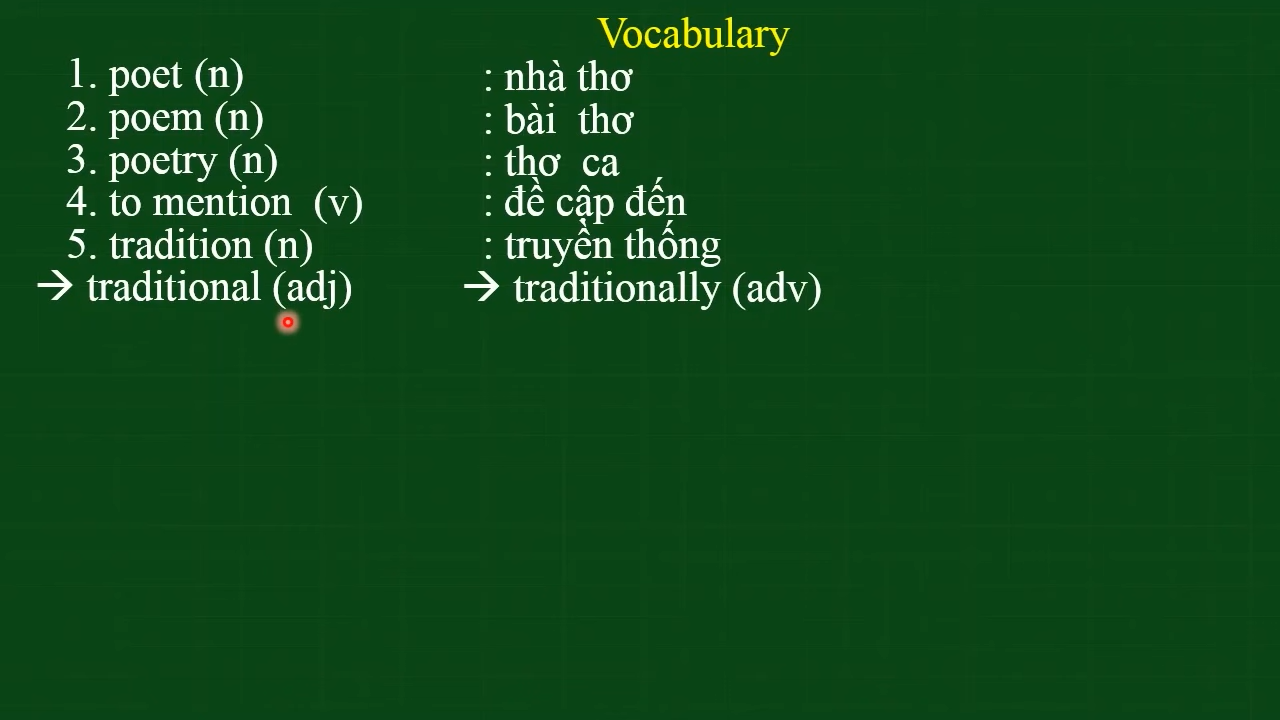 Vocabulary
1. poet (n) : nhà thơ
2. poem (n) : bài thơ
3. poetry (n) : thơ ca
4. to mention (v) : đề cập đến
5. tradition (n) : truyền thống
→ traditional (adj) → traditionally (adv)